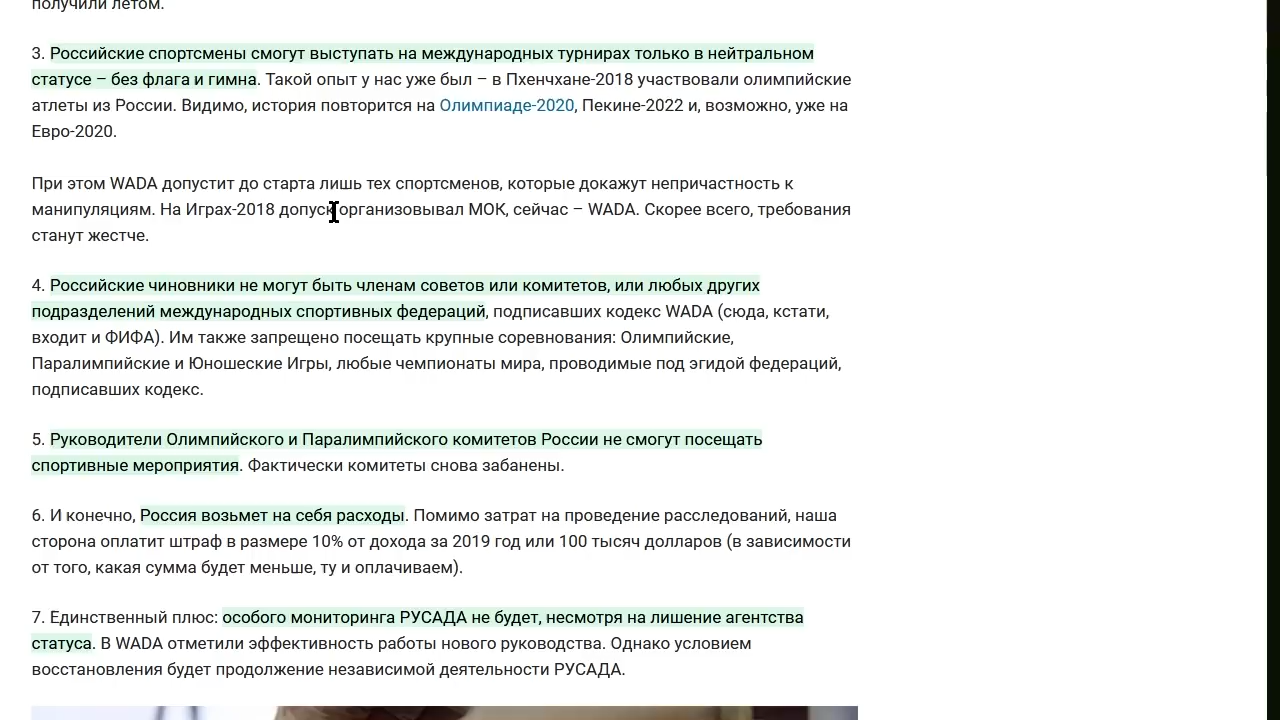 получили летом.
3. Российские спортсмены смогут выступать на международных турнирах только в нейтральном
статусе – без флага и гимна. Такой опыт у нас уже был – в Пхенчхане-2018 участвовали олимпийские
атлеты из России. Видимо, история повторится на Олимпиаде-2020, Пекине-2022 и, возможно, уже на
Евро-2020.
При этом WADA допустит до старта лишь тех спортсменов, которые докажут непричастность к
манипуляциям. На Играх-2018 допуск организовывал МОК, сейчас – WADA. Скорее всего, требования
станут жестче.
4. Российские чиновники не могут быть членам советов или комитетов, или любых других
подразделений международных спортивных федераций, подписавших кодекс WADA (сюда, кстати,
входит и ФИФА). Им также запрещено посещать крупные соревнования: Олимпийские,
Паралимпийские и Юношеские Игры, любые чемпионаты мира, проводимые под эгидой федераций,
подписавших кодекс.
5. Руководители Олимпийского и Паралимпийского комитетов России не смогут посещать
спортивные мероприятия. Фактически комитеты снова забанены.
6. И конечно, Россия возьмет на себя расходы. Помимо затрат на проведение расследований, наша
сторона оплатит штраф в размере 10% от дохода за 2019 год или 100 тысяч долларов (в зависимости
от того, какая сумма будет меньше, ту и оплачиваем).
7. Единственный плюс: особого мониторинга РУСАДА не будет, несмотря на лишение агентства
статуса. В WADA отметили эффективность работы нового руководства. Однако условием
восстановления будет продолжение независимой деятельности РУСАДА.